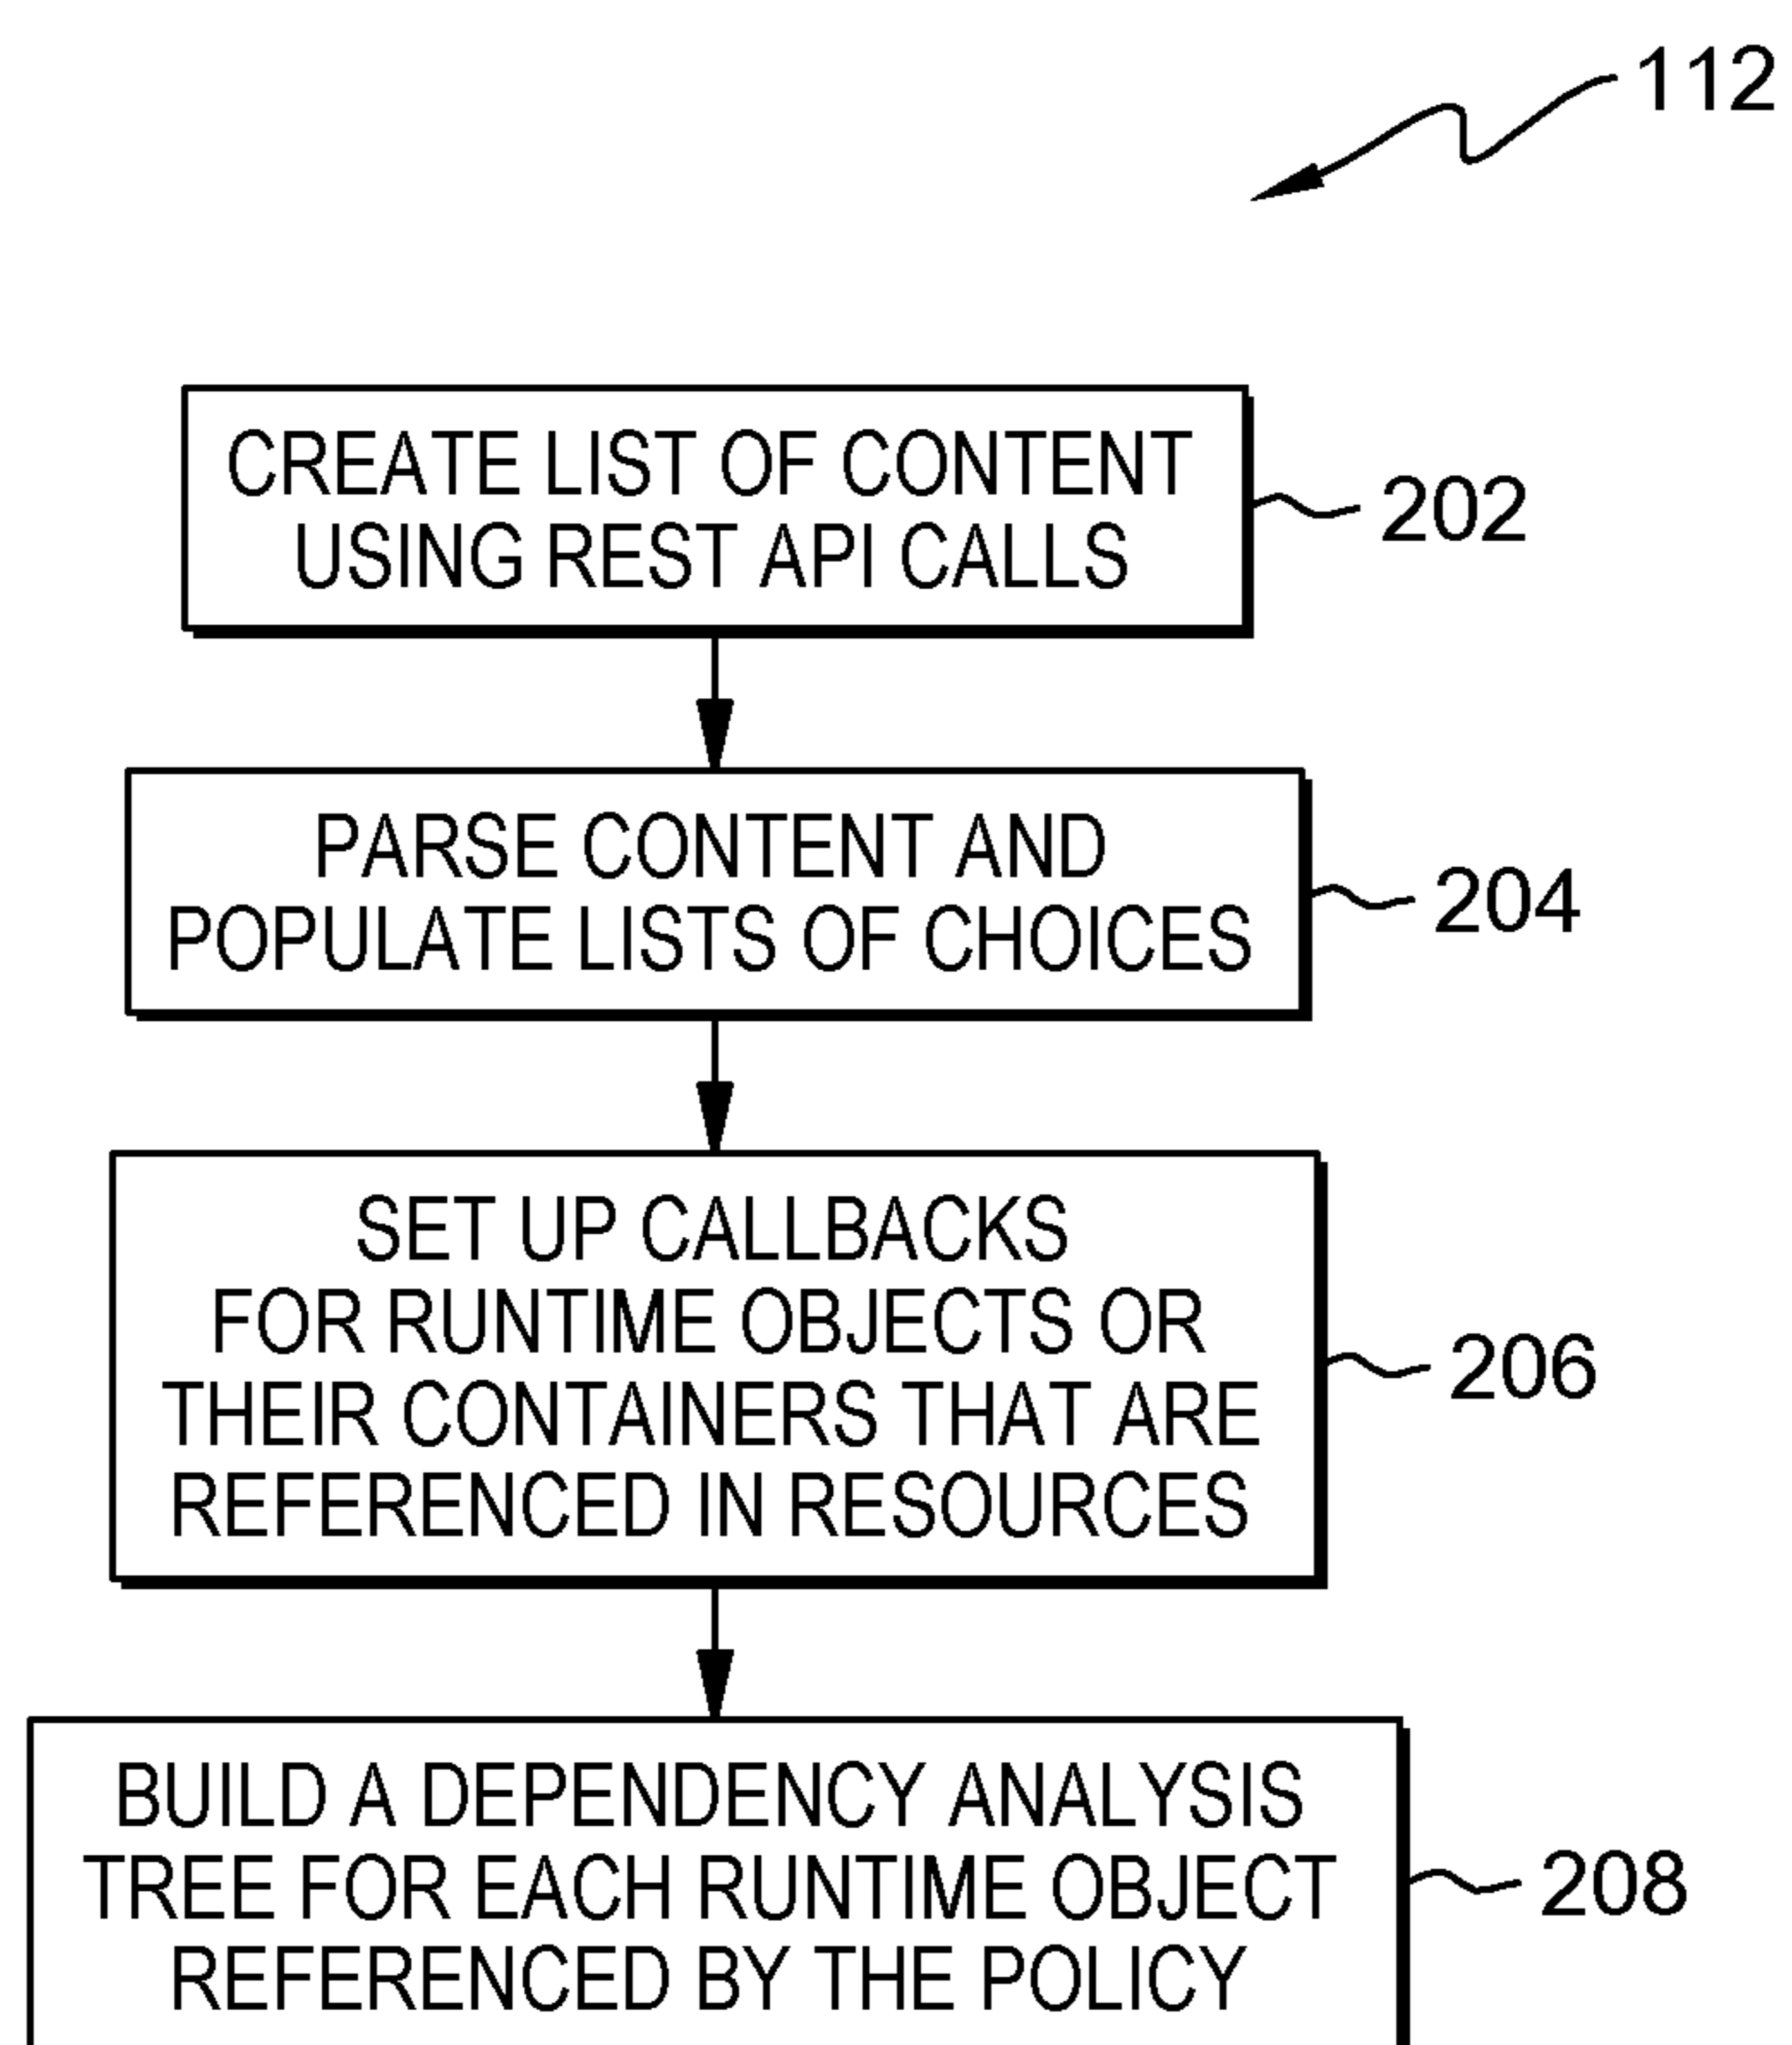 112
CREATE LIST OF CONTENT
USING REST API CALLS
202
PARSE CONTENT AND
POPULATE LISTS OF CHOICES
204
SET UP CALLBACKS
FOR RUNTIME OBJECTS OR
THEIR CONTAINERS THAT ARE
REFERENCED IN RESOURCES
206
BUILD A DEPENDENCY ANALYSIS
TREE FOR EACH RUNTIME OBJECT
REFERENCED BY THE POLICY
208